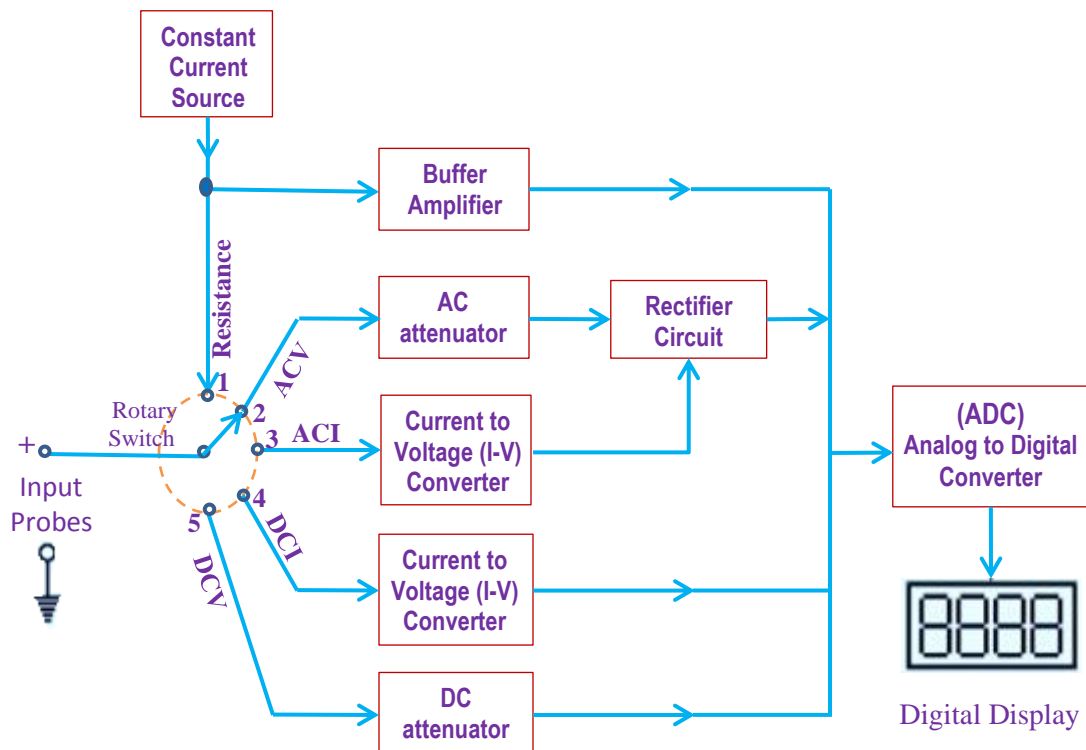 Constant
Current
Source
Buffer
Amplifier
Resistance
AC
attenuator
Rectifier
Circuit
ACV
1
Rotary
Switch
2
3
ACI
+
Input
Probes
4
5
Current to
Voltage (I-V)
Converter
(ADC)
Analog to Digital
Converter
DCI
DCV
Current to
Voltage (I-V)
Converter
8888
DC
attenuator
Digital Display